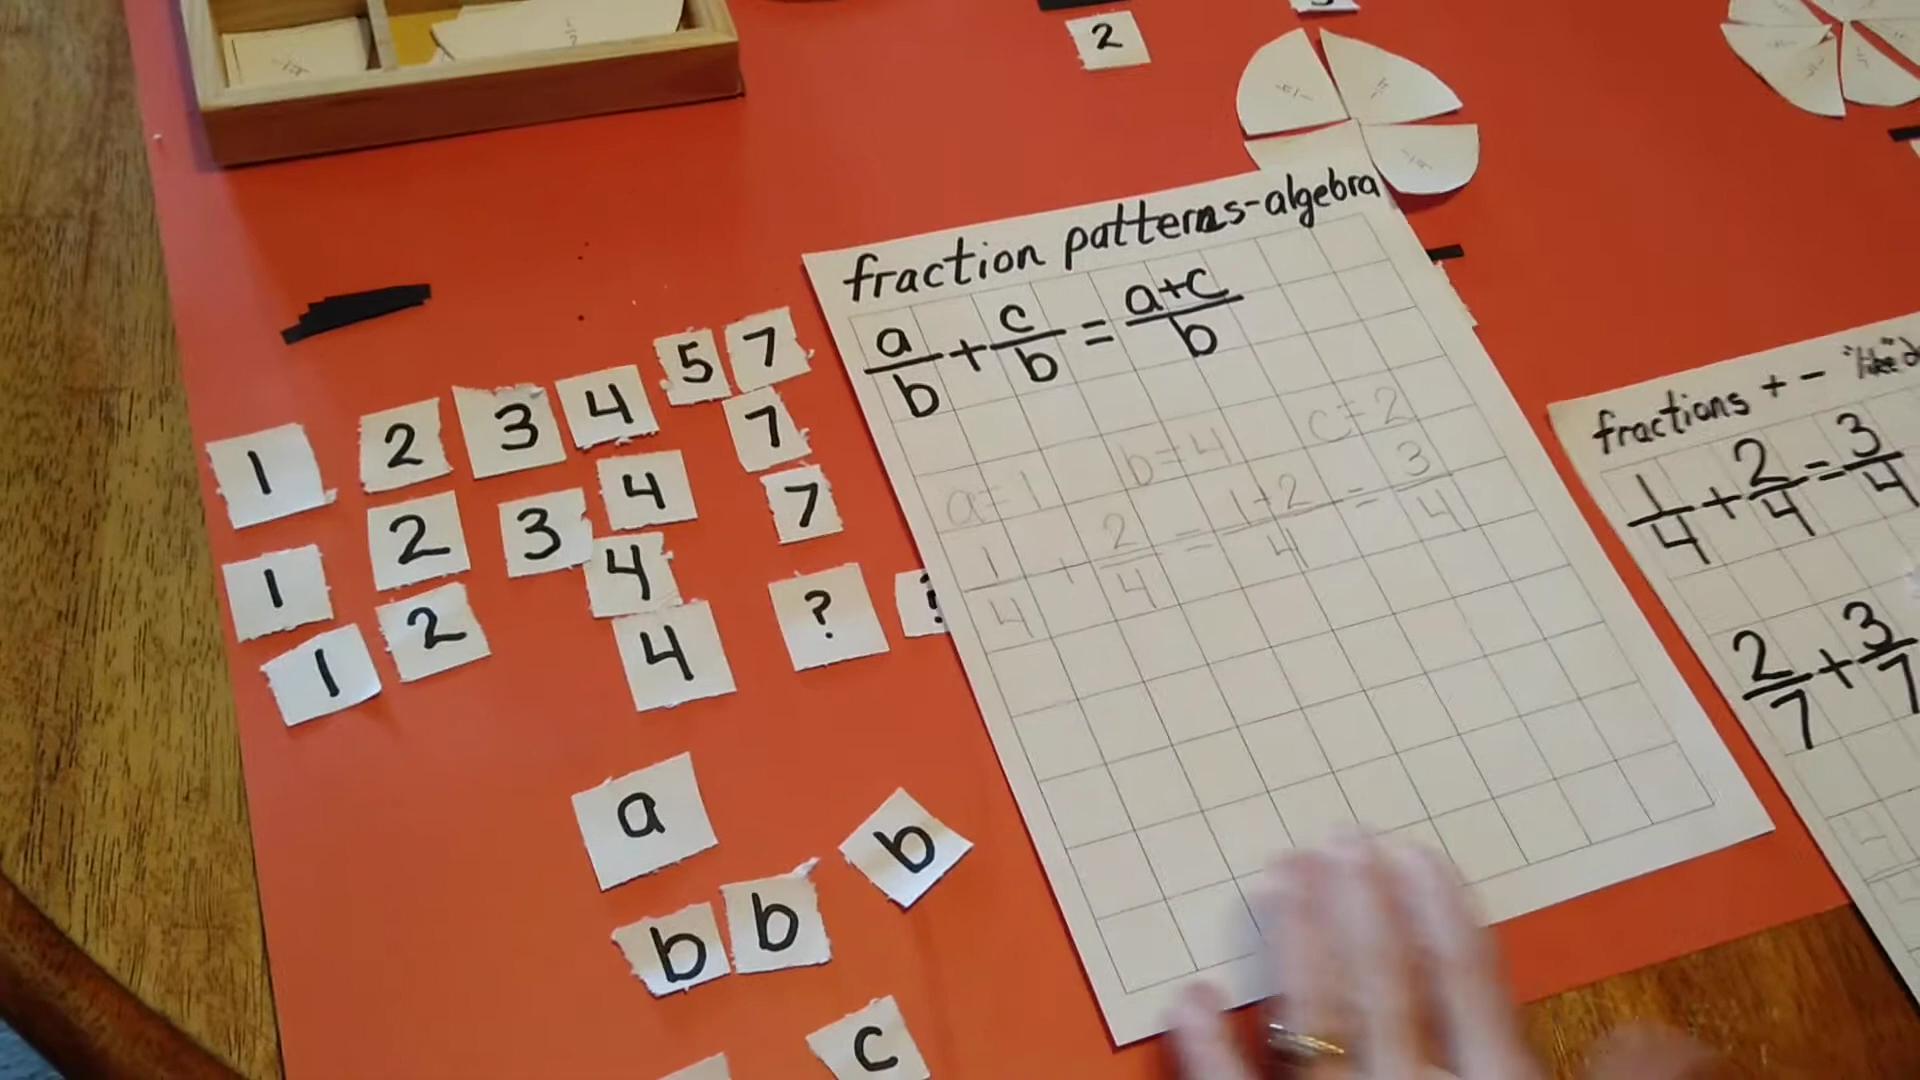 2
fraction patterns-algebra
a/b + c/b = a+c/b
a=1 b=4 c=2
1/4 + 2/4 = 1+2/4 = 3/4
fractions + - "like"
1/4 + 2/4 = 3/4
2/7 + 3/7
1 2 3 4 5 7
1 2 3 4 7
1 2 4 7
4 ? ?
a
b b b
c